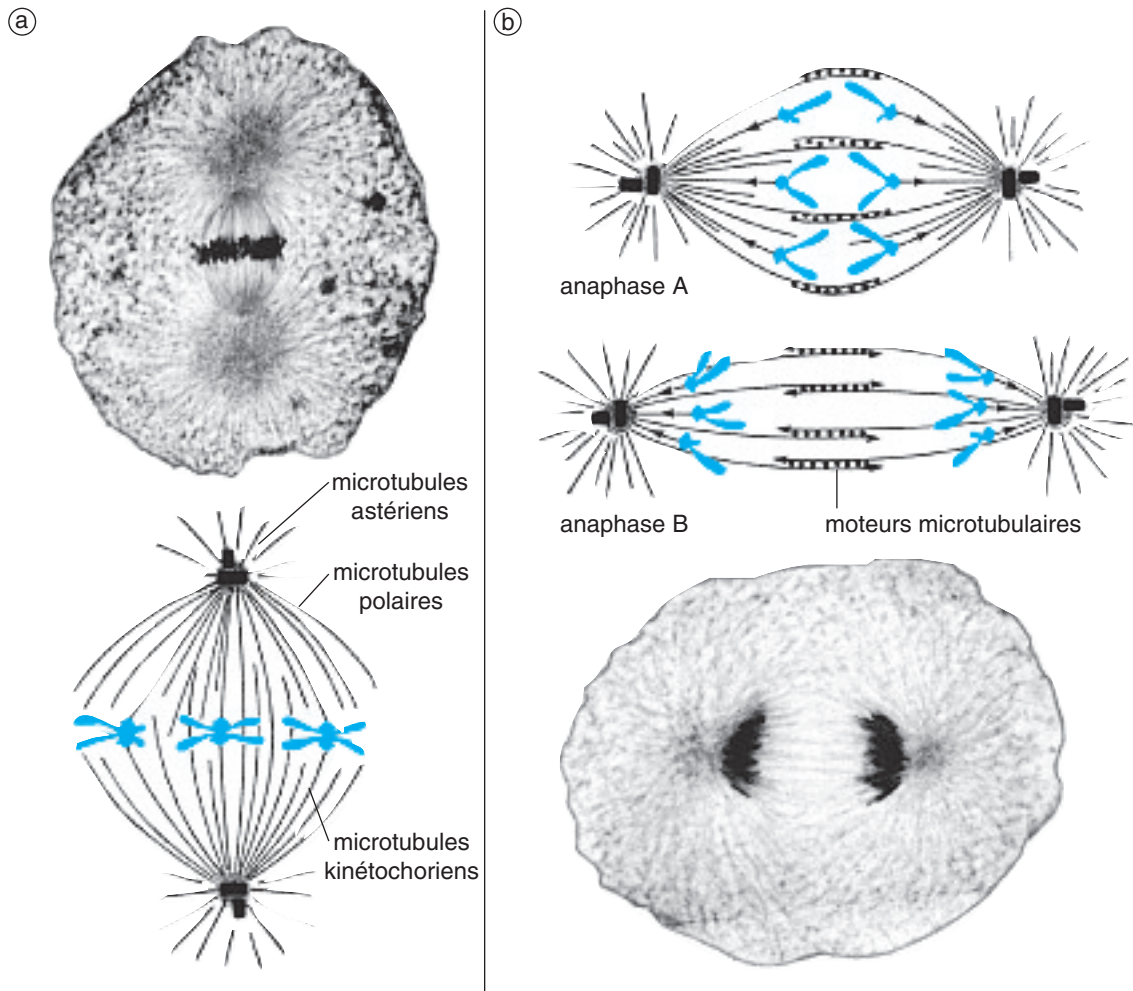 a
microtubules
astériens
microtubules
polaires
microtubules
kinétochoriens
b
anaphase A
anaphase B
moteurs microtubulaires